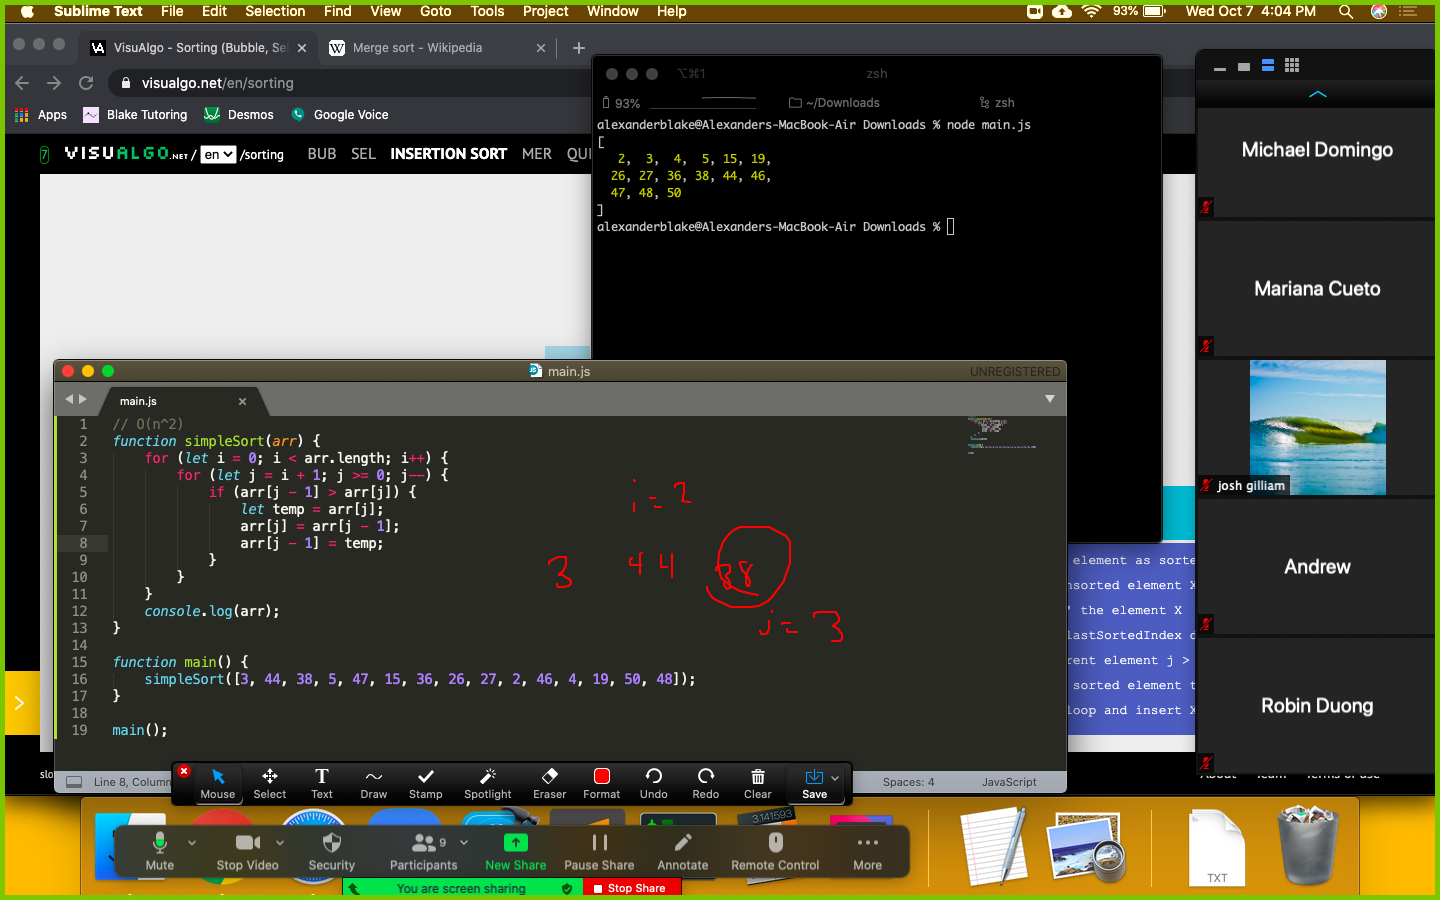 Sublime Text File Edit Selection Find View Goto Tools Project Window Help 93% Wed Oct 7 4:04 PM
VisuAlgo - Sorting (Bubble, Sel Merge sort - Wikipedia
visualgo.net/en/sorting
Apps Blake Tutoring Desmos Google Voice
7 VISUALGO.NET / en /sorting BUB SEL INSERTION SORT MER QU
⌥⌘1 zsh
93% ~/Downloads zsh
alexanderblake@Alexanders-MacBook-Air Downloads % node main.js
[
2, 3, 4, 5, 15, 19,
26, 27, 36, 38, 44, 46,
47, 48, 50
]
alexanderblake@Alexanders-MacBook-Air Downloads %
Michael Domingo
Mariana Cueto
josh gilliam
Andrew
Robin Duong
main.js UNREGISTERED
main.js
1 // O(n^2)
2 function simpleSort(arr) {
3 for (let i = 0; i < arr.length; i++) {
4 for (let j = i + 1; j >= 0; j--) {
5 if (arr[j - 1] > arr[j]) {
6 let temp = arr[j];
7 arr[j] = arr[j - 1];
8 arr[j - 1] = temp;
9 }
10 }
11 }
12 console.log(arr);
13 }
14
15 function main() {
16 simpleSort([3, 44, 38, 5, 47, 15, 36, 26, 27, 2, 46, 4, 19, 50, 48]);
17 }
18
19 main();
i = 2
3 44 38
j = 3
element as sorte
nsorted element X
' the element X
lastSortedIndex
rent element j >
sorted element t
loop and insert X
About Team Terms of use
Line 8, Column Spaces: 4 JavaScript
Mouse Select Text Draw Stamp Spotlight Eraser Format Undo Redo Clear Save
3.141593
Mute Stop Video Security Participants 9 New Share Pause Share Annotate Remote Control More
You are screen sharing Stop Share
TXT